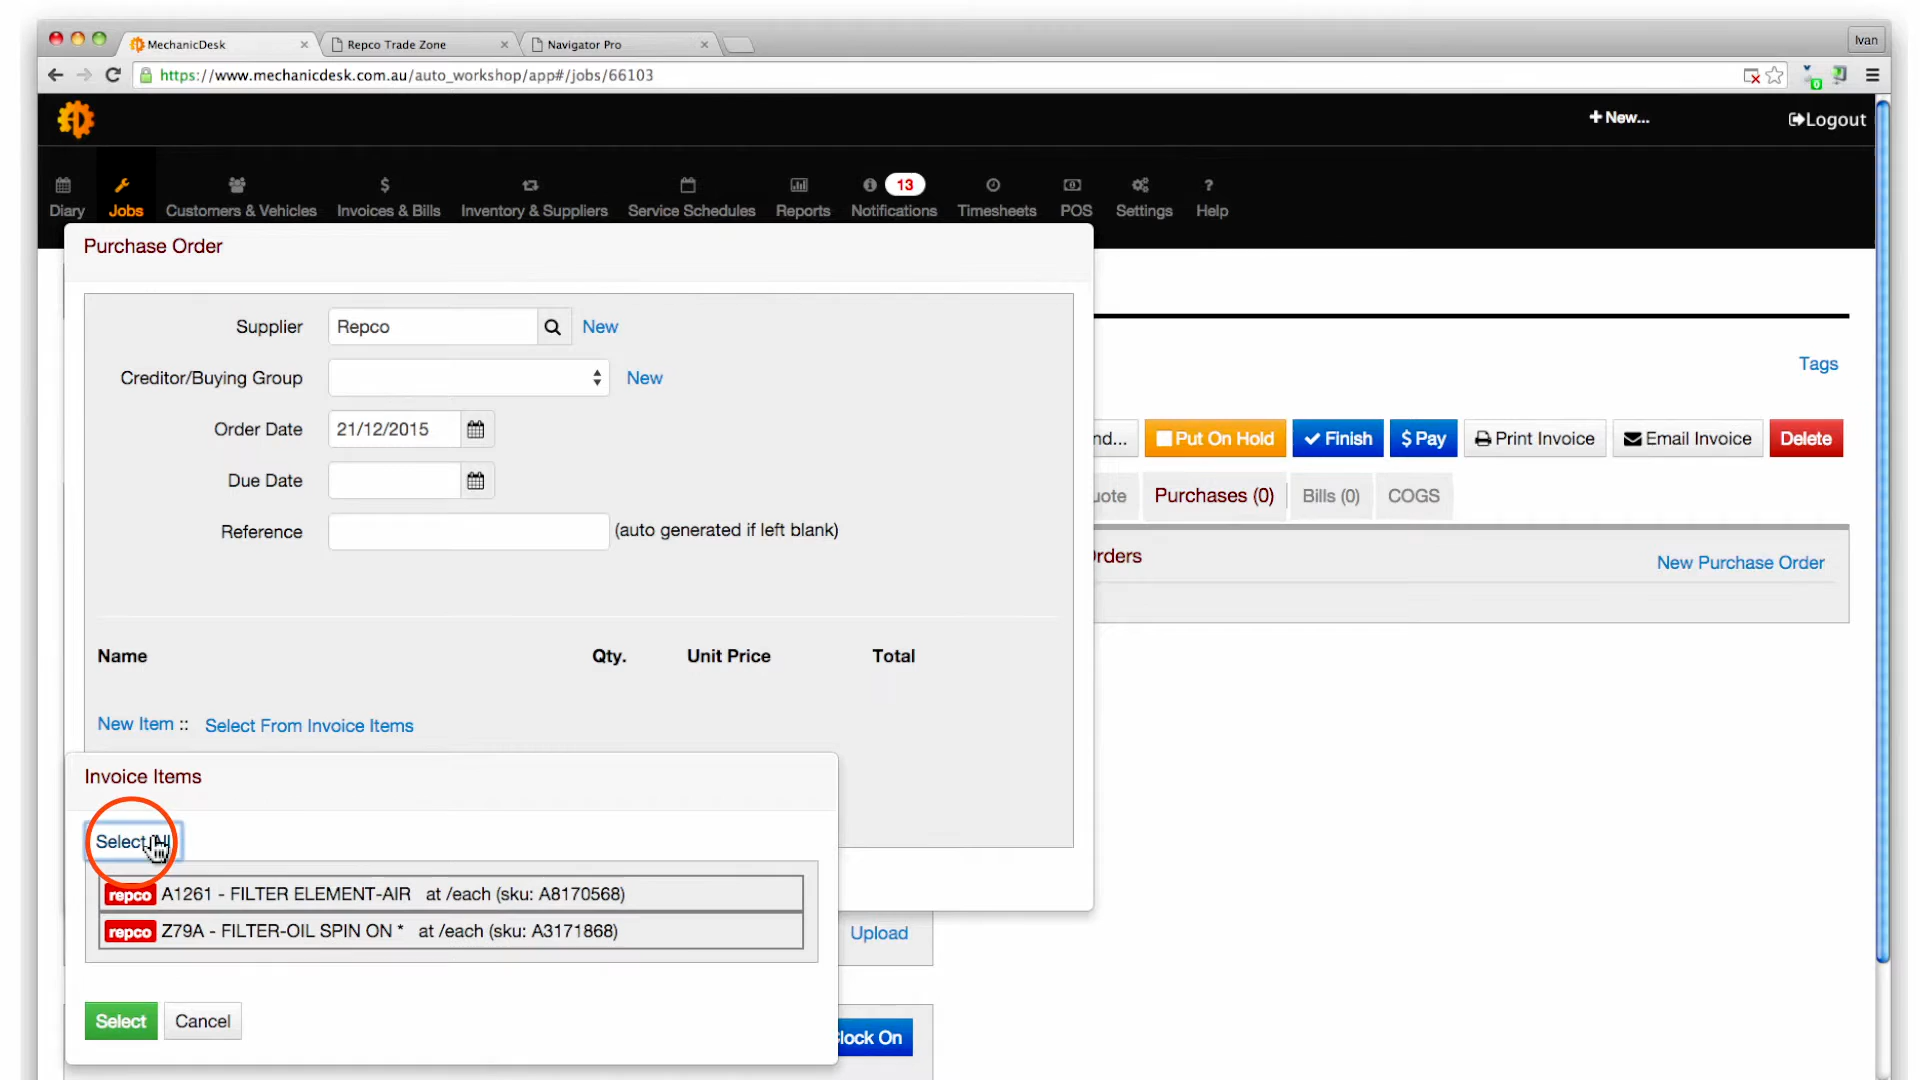 MechanicDesk
Repco Trade Zone
Navigator Pro
Ivan
https://www.mechanicdesk.com.au/auto_workshop/app#/jobs/66103
0
New...
Logout
Diary
Jobs
Customers & Vehicles
$
Invoices & Bills
Inventory & Suppliers
Service Schedules
Reports
13
Notifications
Timesheets
POS
Settings
?
Help
Purchase Order
Supplier
Repco
New
Creditor/Buying Group
New
Order Date
21/12/2015
Due Date
Reference
(auto generated if left blank)
Tags
nd...
Put On Hold
Finish
$ Pay
Print Invoice
Email Invoice
Delete
uote
Purchases (0)
Bills (0)
COGS
rders
New Purchase Order
Name
Qty.
Unit Price
Total
New Item ::
Select From Invoice Items
Invoice Items
Select All
repco A1261 - FILTER ELEMENT-AIR at /each (sku: A8170568)
repco Z79A - FILTER-OIL SPIN ON * at /each (sku: A3171868)
Upload
Select
Cancel
lock On